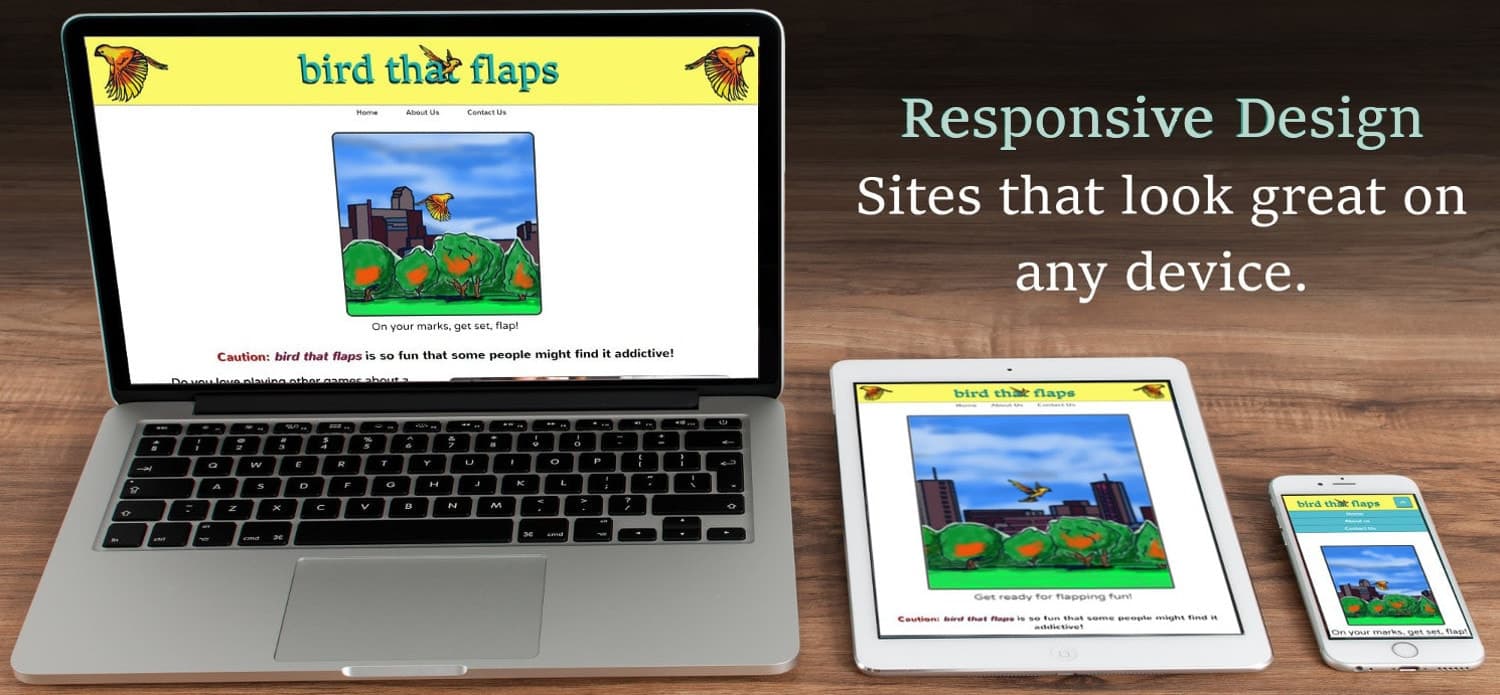 bird that flaps
Home About Us Contact Us
On your marks, get set, flap!
Caution: bird that flaps is so fun that some people might find it addictive!
Do you love playing other games about a
Responsive Design
Sites that look great on
any device.
bird that flaps
Home About Us Contact Us
Get ready for flapping fun!
Caution: bird that flaps is so fun that some people might find it
addictive!
bird that flaps
Home
About us
Contact Us
On your marks, get set, flap!
Q W E R T Y U I O P
A S D F G H J K L
Z X C V B N M
fn ctrl cmd cmd